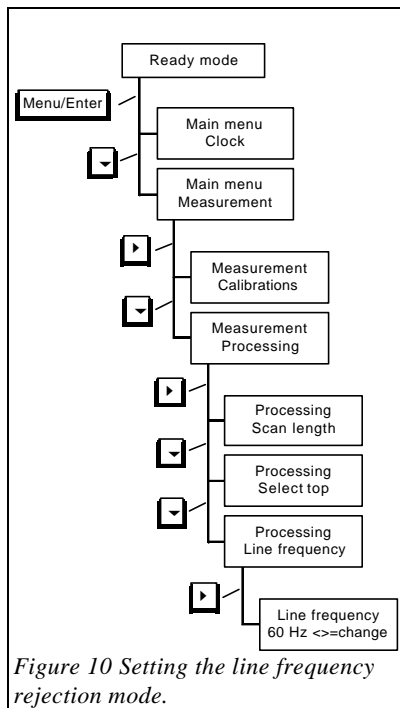 Ready mode
Menu/Enter
Main menu
Clock
Main menu
Measurement
Measurement
Calibrations
Measurement
Processing
Processing
Scan length
Processing
Select top
Processing
Line frequency
Line frequency
60 Hz <>=change
Figure 10 Setting the line frequency
rejection mode.